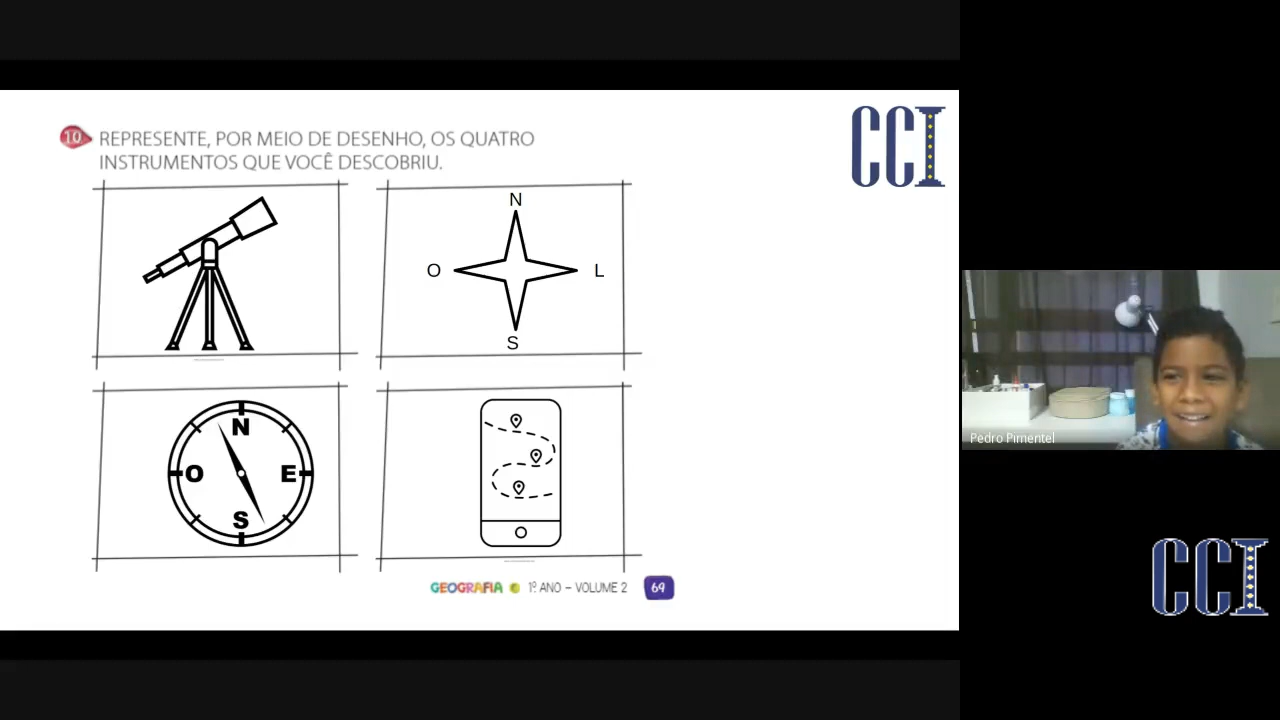 CCI
10 REPRESENTE, POR MEIO DE DESENHO, OS QUATRO
INSTRUMENTOS QUE VOCÊ DESCOBRIU.
N
O L
S
N
O E
S
GEOGRAFIA 1º ANO – VOLUME 2 69
Pedro Pimentel
CCI